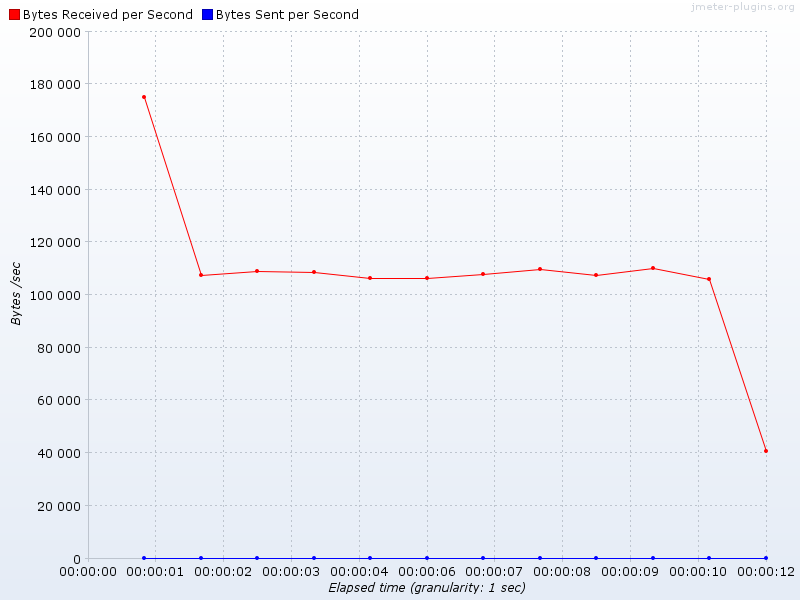 jmeter-plugins.org
Bytes Received per Second Bytes Sent per Second
200 000
180 000
160 000
140 000
120 000
100 000
80 000
60 000
40 000
20 000
0
Bytes /sec
00:00:00 00:00:01 00:00:02 00:00:03 00:00:04 00:00:06 00:00:07 00:00:08 00:00:09 00:00:10 00:00:12
Elapsed time (granularity: 1 sec)